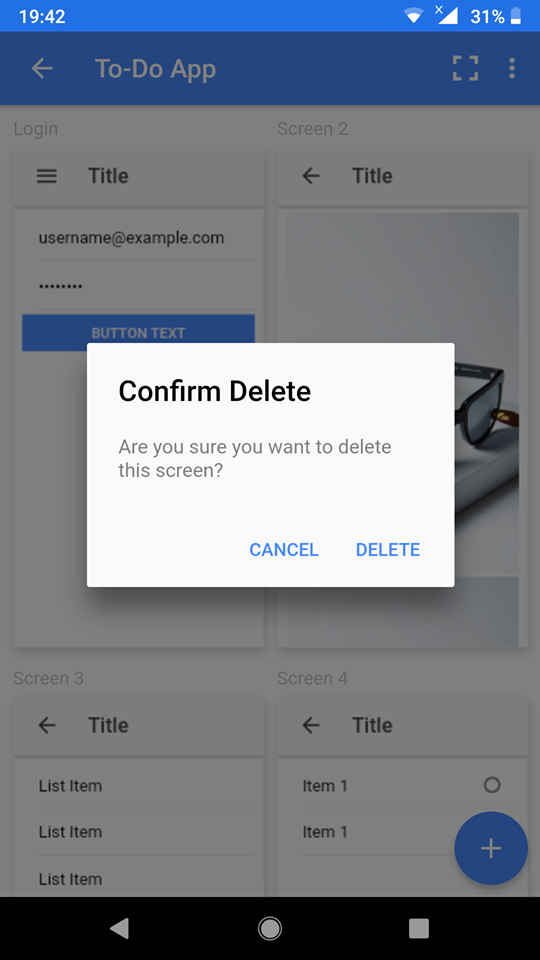 19:42
31%
To-Do App
Login
Screen 2
Title
Title
username@example.com
••••••••
BUTTON TEXT
Confirm Delete
Are you sure you want to delete
this screen?
CANCEL
DELETE
Screen 3
Screen 4
Title
Title
List Item
Item 1
List Item
Item 1
List Item